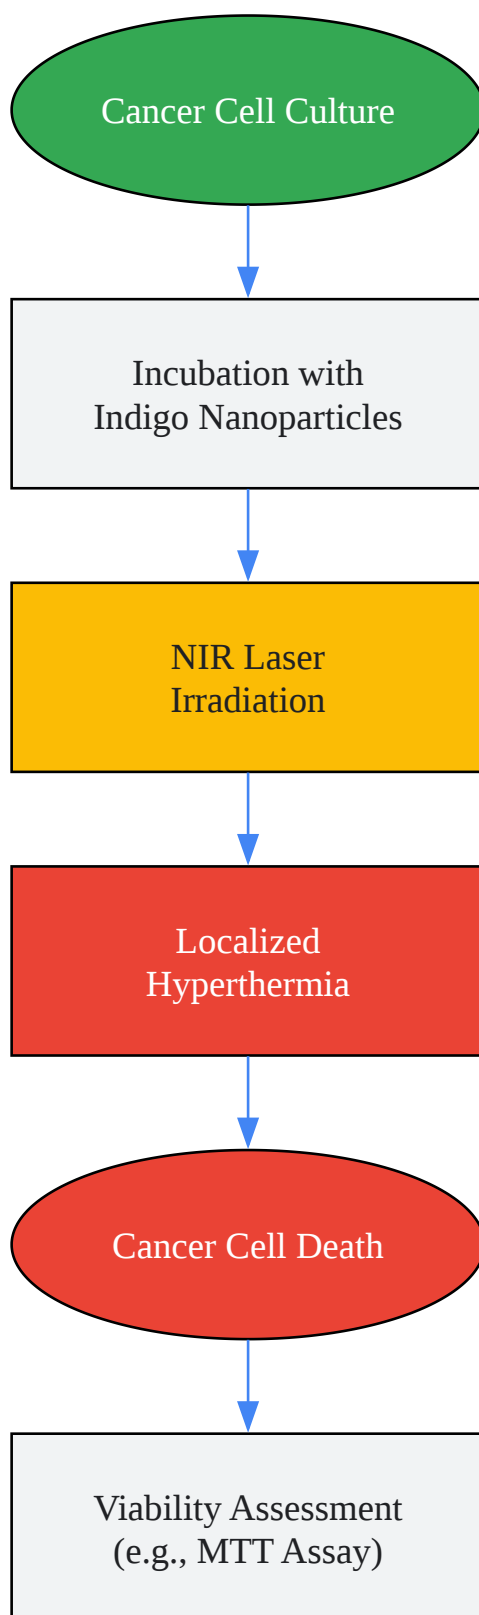 Cancer Cell Culture
Incubation with
Indigo Nanoparticles
NIR Laser
Irradiation
Localized
Hyperthermia
Cancer Cell Death
Viability Assessment
(e.g., MTT Assay)